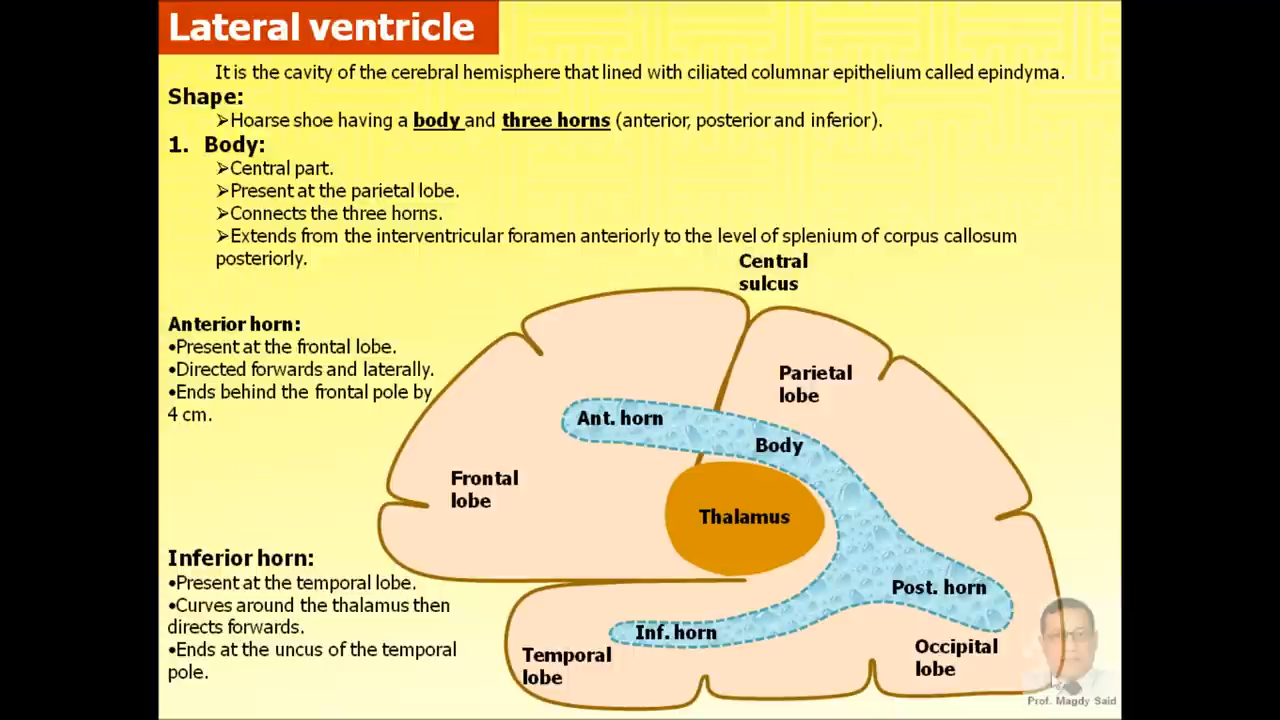 Lateral ventricle
It is the cavity of the cerebral hemisphere that lined with ciliated columnar epithelium called epindyma.
Shape:
➢Hoarse shoe having a body and three horns (anterior, posterior and inferior).
1. Body:
➢Central part.
➢Present at the parietal lobe.
➢Connects the three horns.
➢Extends from the interventricular foramen anteriorly to the level of splenium of corpus callosum
posteriorly.
Central
sulcus
Anterior horn:
•Present at the frontal lobe.
•Directed forwards and laterally.
•Ends behind the frontal pole by
4 cm.
Parietal
lobe
Ant. horn
Body
Frontal
lobe
Thalamus
Inferior horn:
•Present at the temporal lobe.
•Curves around the thalamus then
directs forwards.
•Ends at the uncus of the temporal
pole.
Post. horn
Inf. horn
Temporal
lobe
Occipital
lobe
Prof. Magdy Said